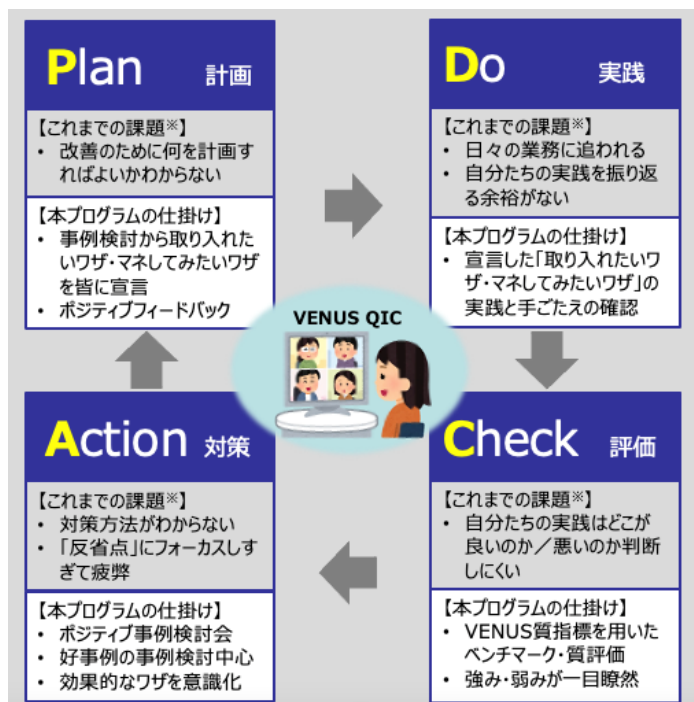 Plan 計画
【これまでの課題※】
• 改善のために何を計画す
ればよいかわからない
【本プログラムの仕掛け】
• 事例検討から取り入れた
いワザ・マネしてみたいワザ
を皆に宣言
• ポジティブフィードバック
Do 実践
【これまでの課題※】
• 日々の業務に追われる
• 自分たちの実践を振り返
る余裕がない
【本プログラムの仕掛け】
• 宣言した「取り入れたいワ
ザ・マネしてみたいワザ」の
実践と手ごたえの確認
VENUS QIC
Action 対策
【これまでの課題※】
• 対策方法がわからない
• 「反省点」にフォーカスしす
ぎて疲弊
【本プログラムの仕掛け】
• ポジティブ事例検討会
• 好事例の事例検討中心
• 効果的なワザを意識化
Check 評価
【これまでの課題※】
• 自分たちの実践はどこが
良いのか／悪いのか判断
しにくい
【本プログラムの仕掛け】
• VENUS質指標を用いた
ベンチマーク・質評価
• 強み・弱みが一目瞭然